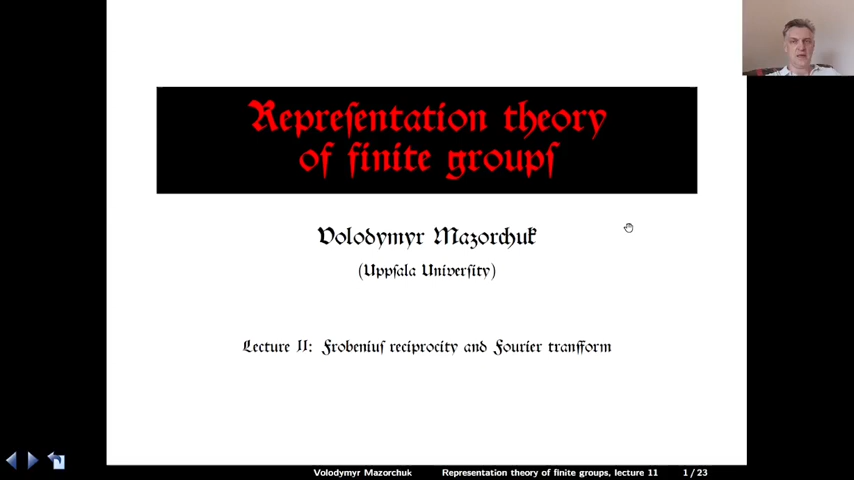 Repreſentation theory
of finite groupſ
Volodymyr Mazorchuk
(Uppſala Univerſity)
Lecture 11: Frobeniuſ reciprocity and Fourier tranſform
Volodymyr Mazorchuk Representation theory of finite groups, lecture 11 1 / 23